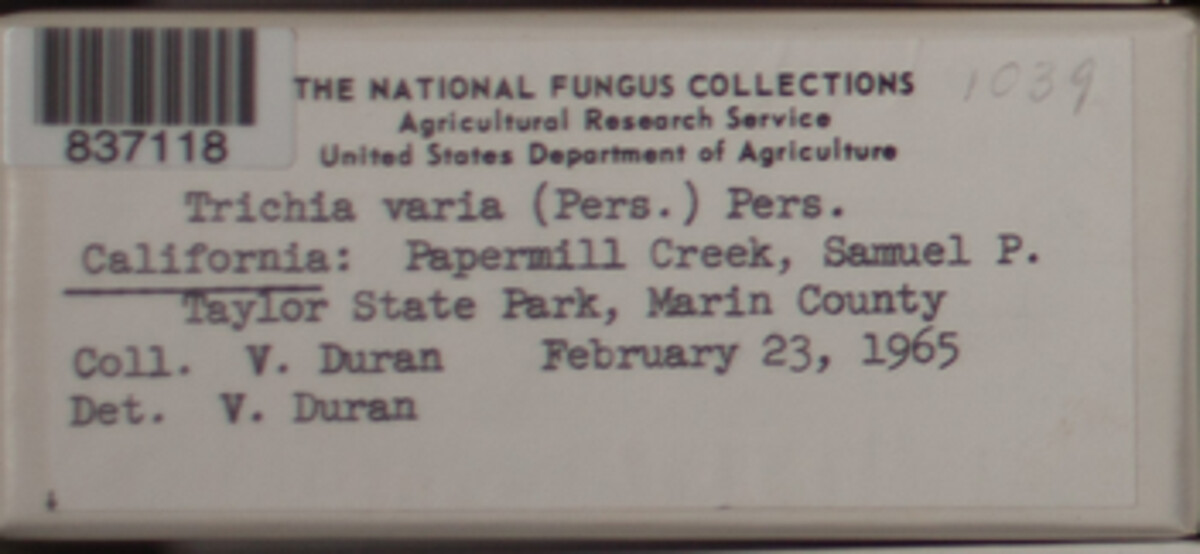 THE NATIONAL FUNGUS COLLECTIONS 1039
Agricultural Research Service
837118
United States Department of Agriculture
Trichia varia (Pers.) Pers.
California: Papermill Creek, Samuel P.
Taylor State Park, Marin County
Coll. V. Duran February 23, 1965
Det. V. Duran